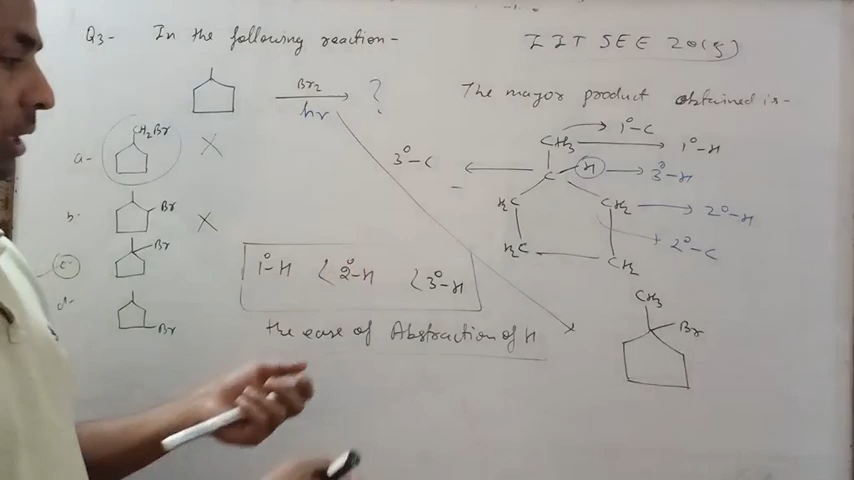 Q3- In the following reaction-
IIT JEE 20(5)
Br2
hν
?
The major product obtained is-
a- CH2Br X
b- Br X
c- Br
d- Br
3°-C
CH3 1°-C
1°-H
C H 3°-H
H2C CH2 2°-H
2°-C
H2C CH2
1°-H < 2°-H < 3°-H
the ease of Abstraction of H
CH3
Br